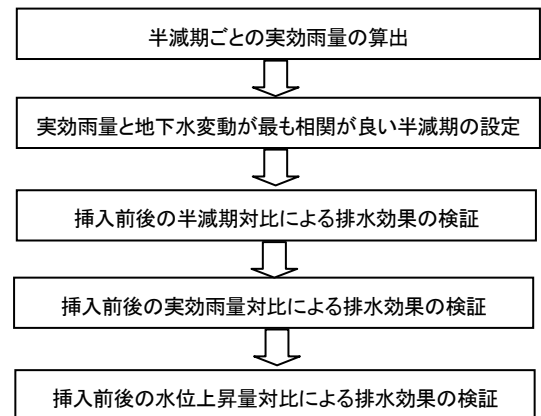 半減期ごとの実効雨量の算出
実効雨量と地下水変動が最も相関が良い半減期の設定
挿入前後の半減期対比による排水効果の検証
挿入前後の実効雨量対比による排水効果の検証
挿入前後の水位上昇量対比による排水効果の検証